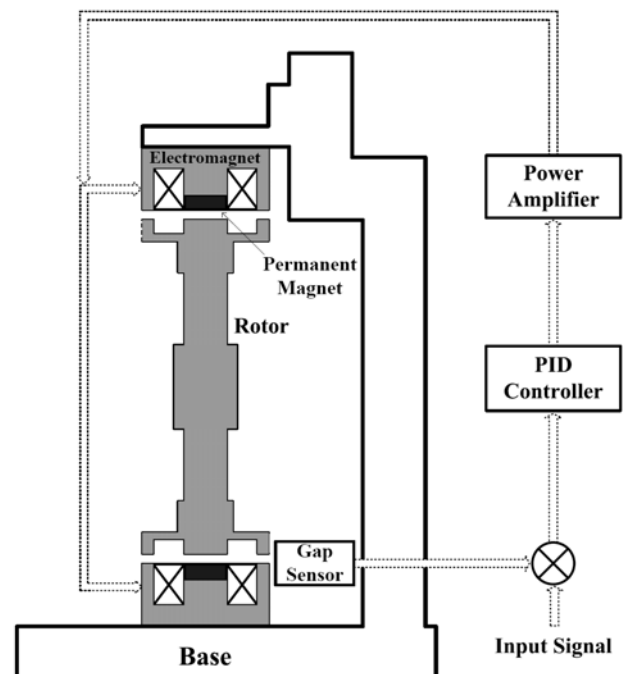 Electromagnet
Power
Amplifier
Permanent
Magnet
Rotor
PID
Controller
Gap
Sensor
Input Signal
Base